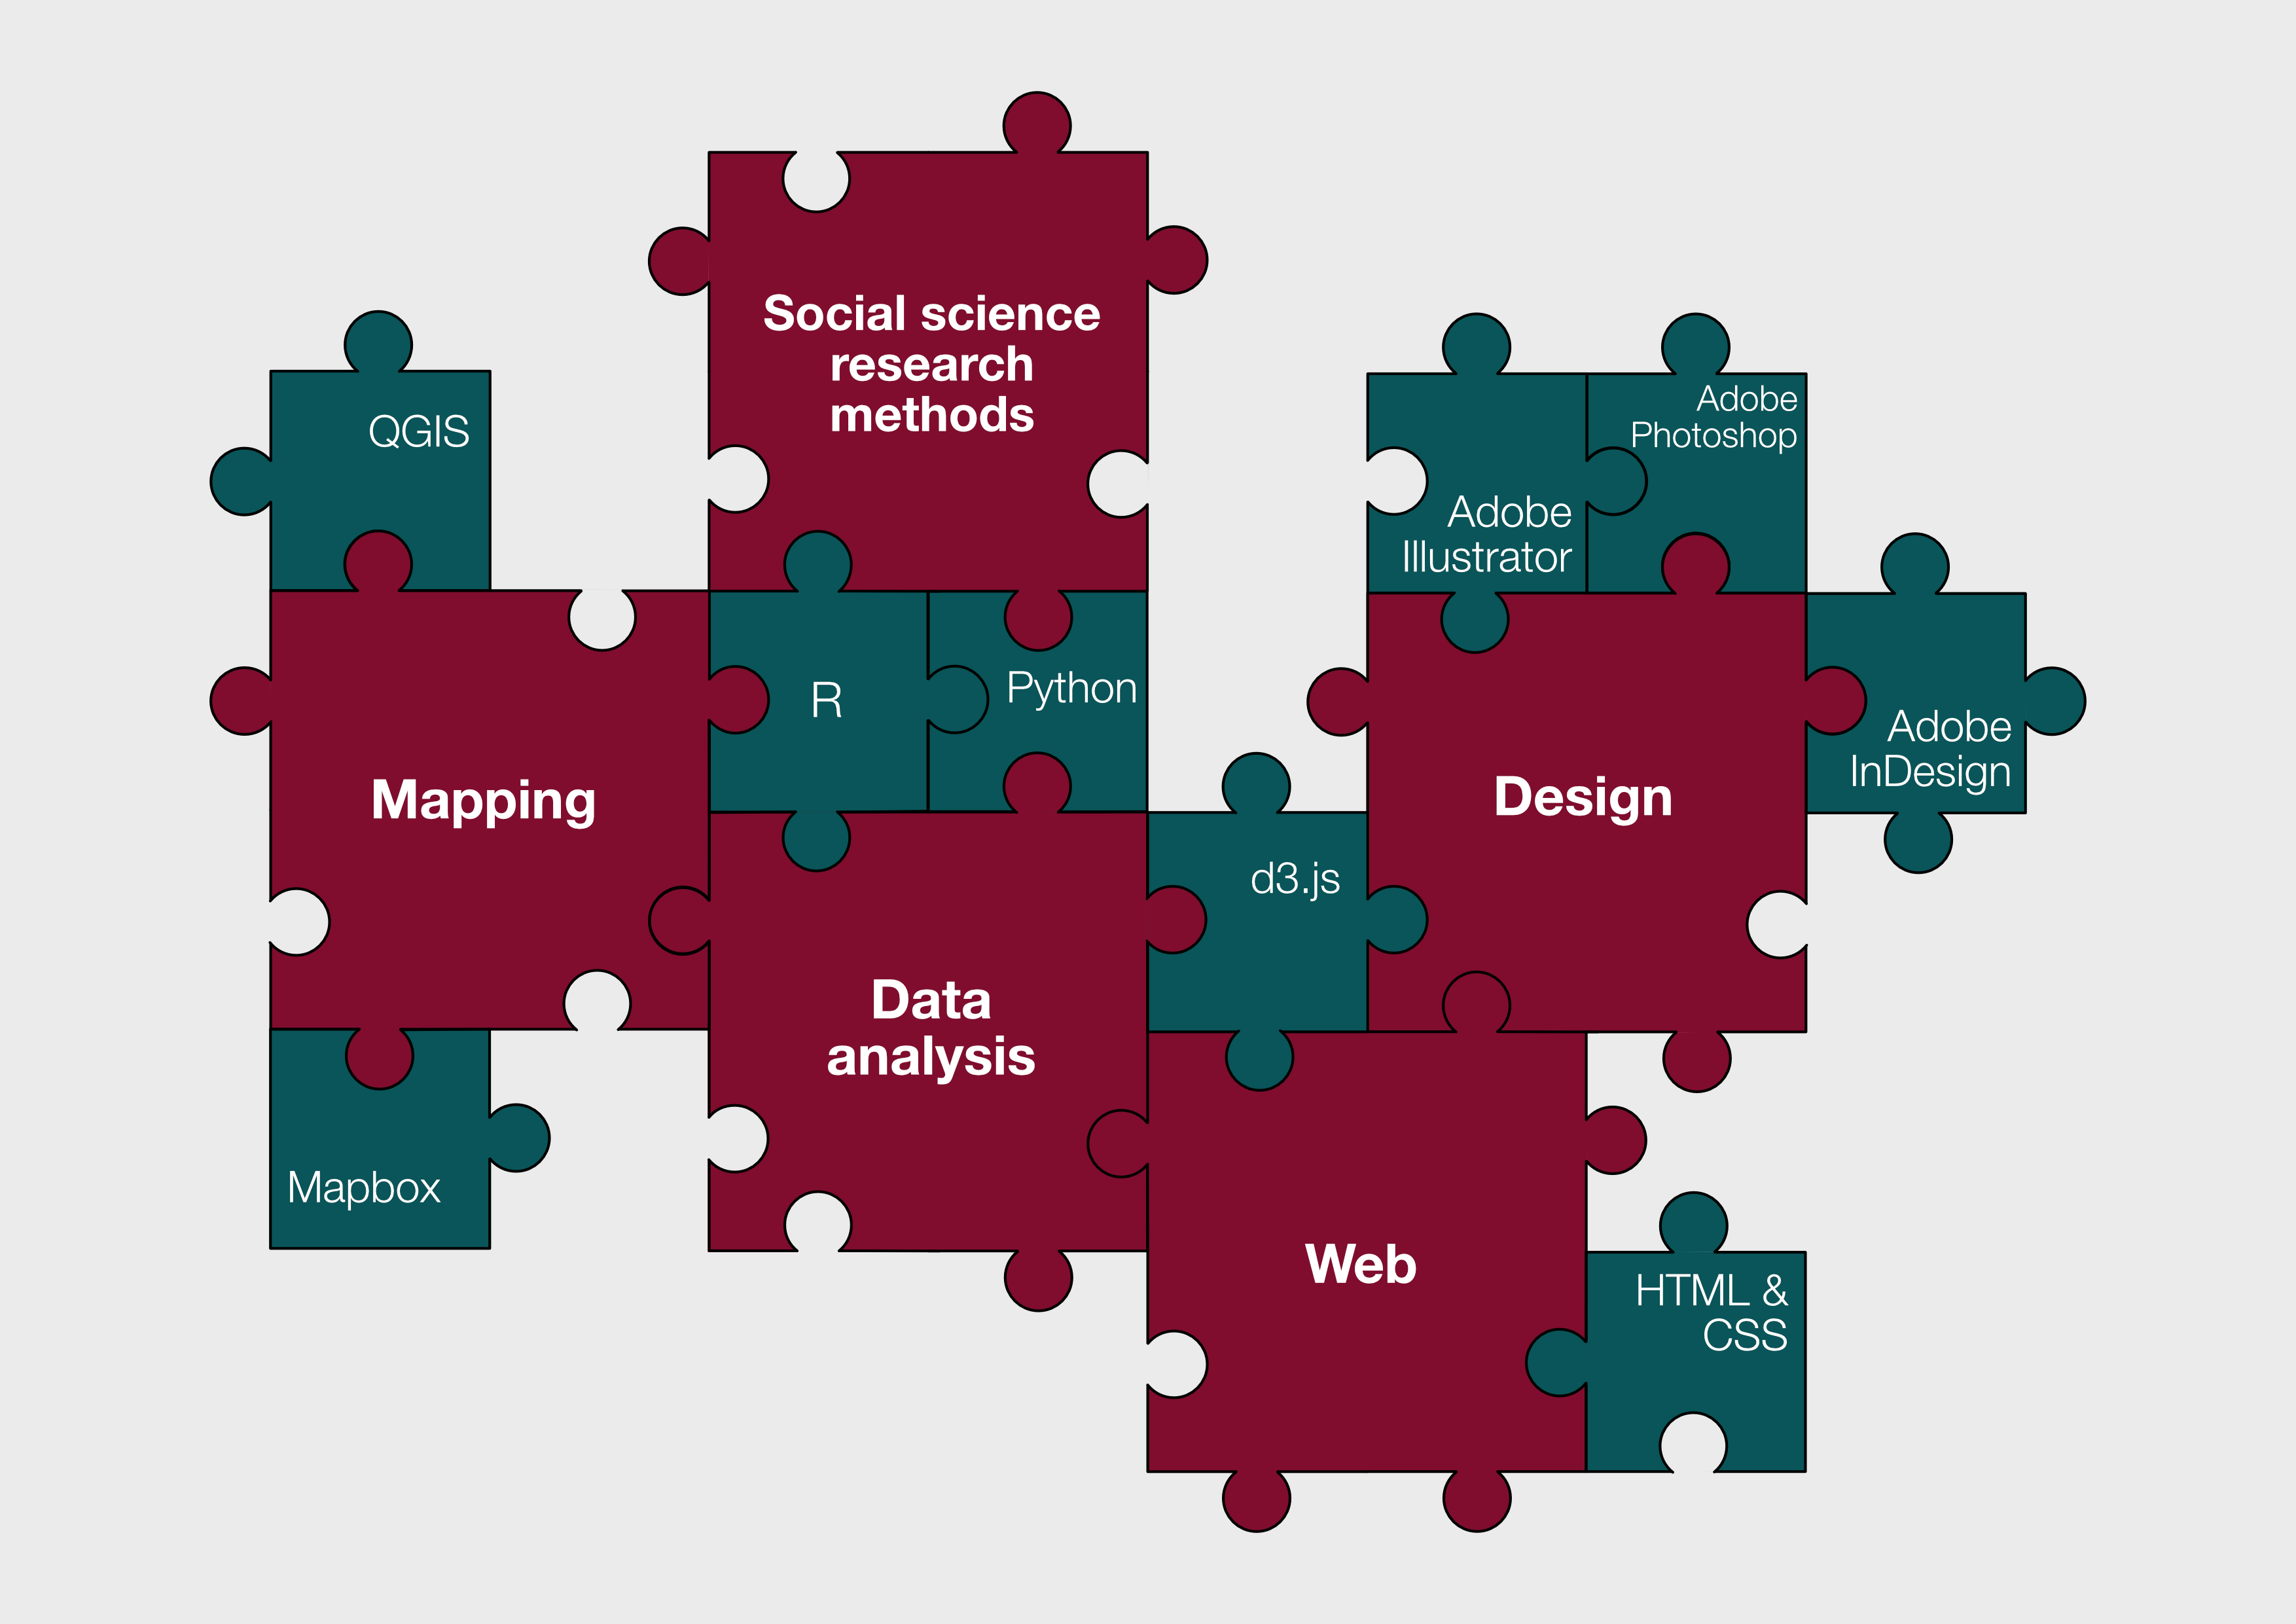 Social science
research
methods
QGIS
Adobe
Photoshop
Adobe
Illustrator
R
Python
Mapping
Design
Adobe
InDesign
d3.js
Data
analysis
Mapbox
Web
HTML &
CSS